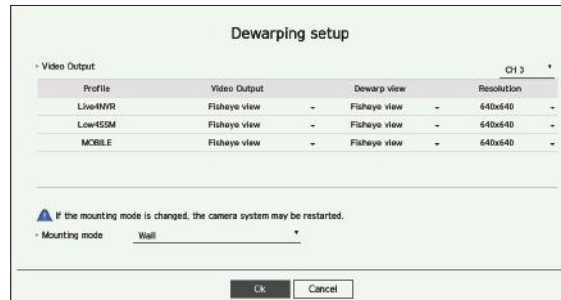 Dewarping setup
• Video Output
CH 3
Profile Video Output Dewarp view Resolution
Live4NVR Fisheye view Fisheye view 640x640
Low4SSM Fisheye view Fisheye view 640x640
MOBILE Fisheye view Fisheye view 640x640
If the mounting mode is changed, the camera system may be restarted.
• Mounting mode Wall
Ok Cancel